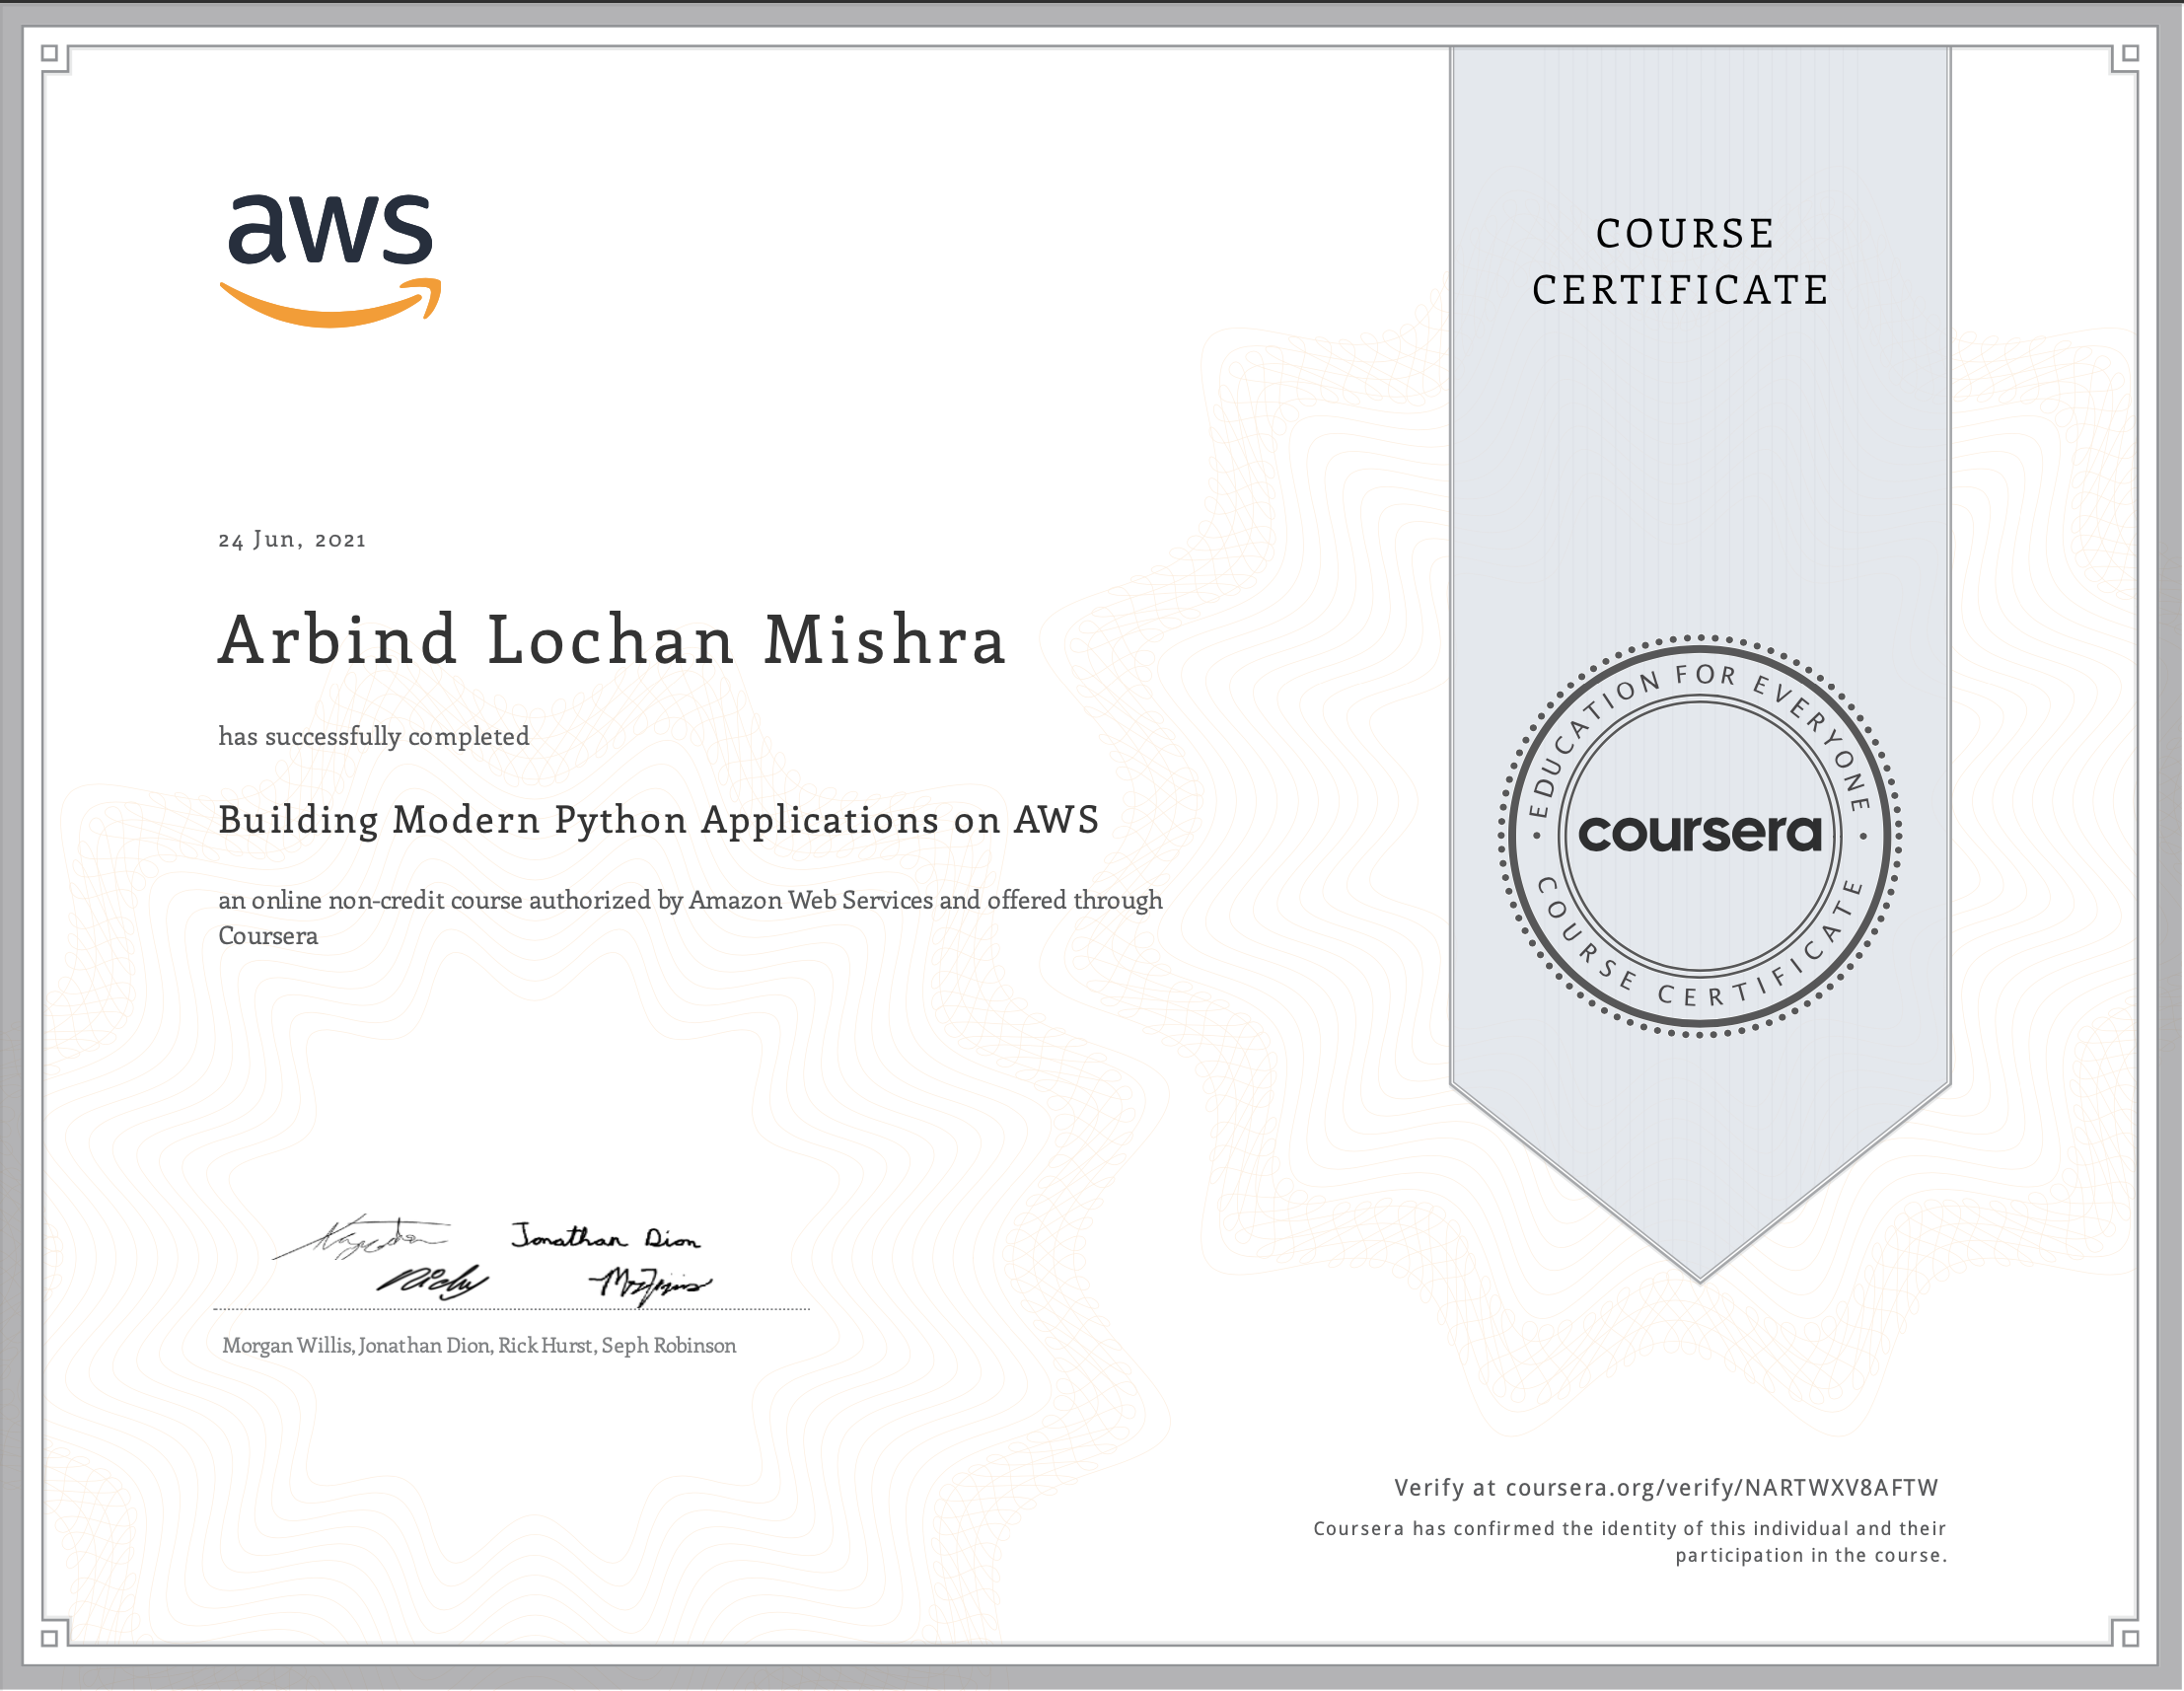 aws
COURSE
CERTIFICATE
24 Jun, 2021
Arbind Lochan Mishra
has successfully completed
Building Modern Python Applications on AWS
an online non-credit course authorized by Amazon Web Services and offered through
Coursera
EDUCATION FOR EVERYONE
coursera
COURSE CERTIFICATE
Jonathan Dion
Morgan Willis, Jonathan Dion, Rick Hurst, Seph Robinson
Verify at coursera.org/verify/NARTWXV8AFTW
Coursera has confirmed the identity of this individual and their
participation in the course.